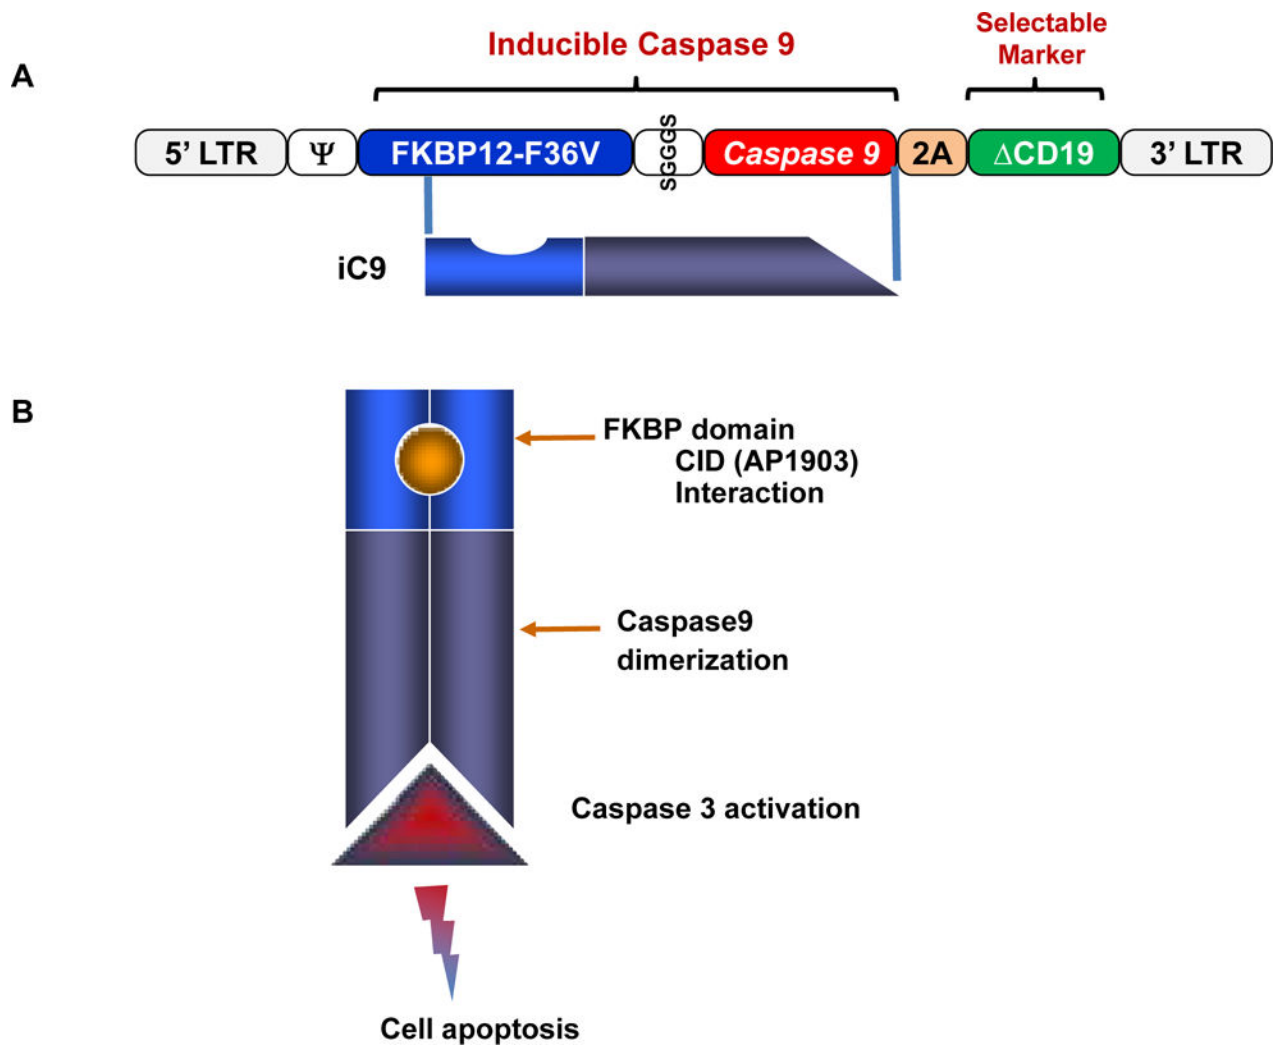 A
Inducible Caspase 9
Selectable
Marker
5' LTR
Ψ
FKBP12-F36V
SGGGGS
Caspase 9
2A
ΔCD19
3' LTR
iC9
B
FKBP domain
CID (AP1903)
Interaction
Caspase9
dimerization
Caspase 3 activation
Cell apoptosis